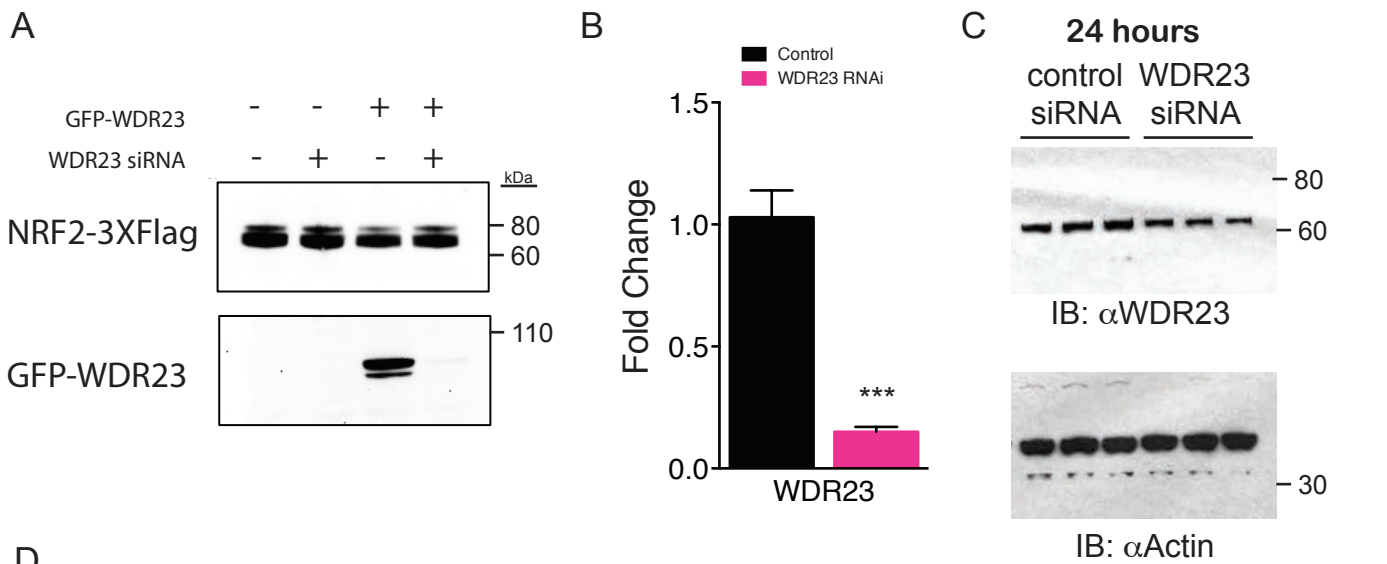 A
GFP-WDR23 - - + +
WDR23 siRNA - + - +
kDa
NRF2-3XFlag
80
60
GFP-WDR23
110
B
Control
WDR23 RNAi
Fold Change
1.5
1.0
0.5
0.0
***
WDR23
C
24 hours
control WDR23
siRNA siRNA
80
60
IB: αWDR23
30
IB: αActin
D